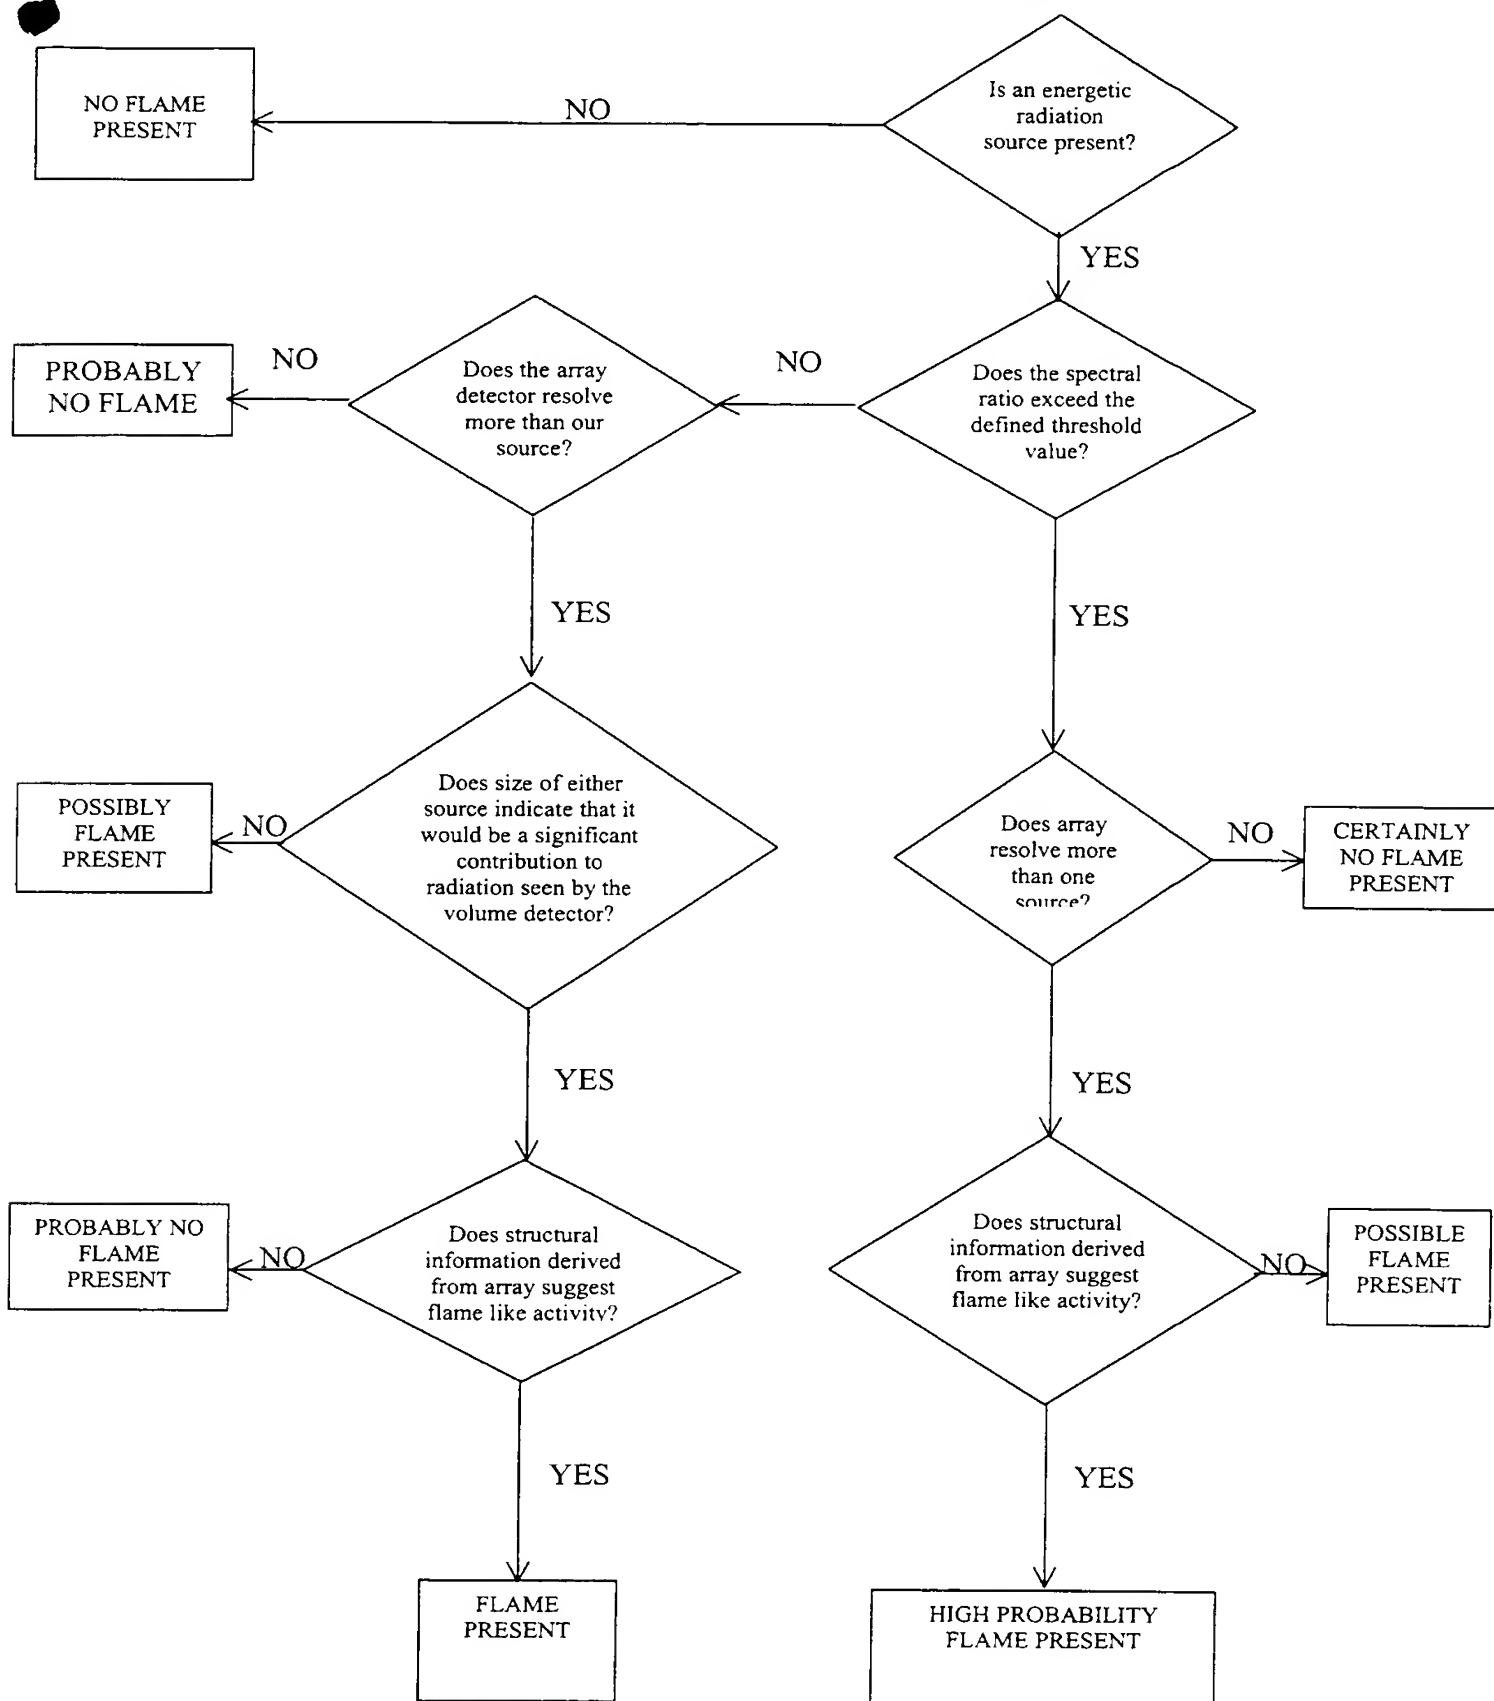 Is an energetic
radiation
source present?
NO
NO FLAME
PRESENT
YES
Does the spectral
ratio exceed the
defined threshold
value?
NO
Does the array
detector resolve
more than our
source?
NO
PROBABLY
NO FLAME
YES
YES
Does size of either
source indicate that it
would be a significant
contribution to
radiation seen by the
volume detector?
NO
POSSIBLY
FLAME
PRESENT
Does array
resolve more
than one
source?
NO
CERTAINLY
NO FLAME
PRESENT
YES
YES
Does structural
information derived
from array suggest
flame like activity?
NO
PROBABLY NO
FLAME
PRESENT
Does structural
information derived
from array suggest
flame like activity?
NO
POSSIBLE
FLAME
PRESENT
YES
YES
FLAME
PRESENT
HIGH PROBABILITY
FLAME PRESENT